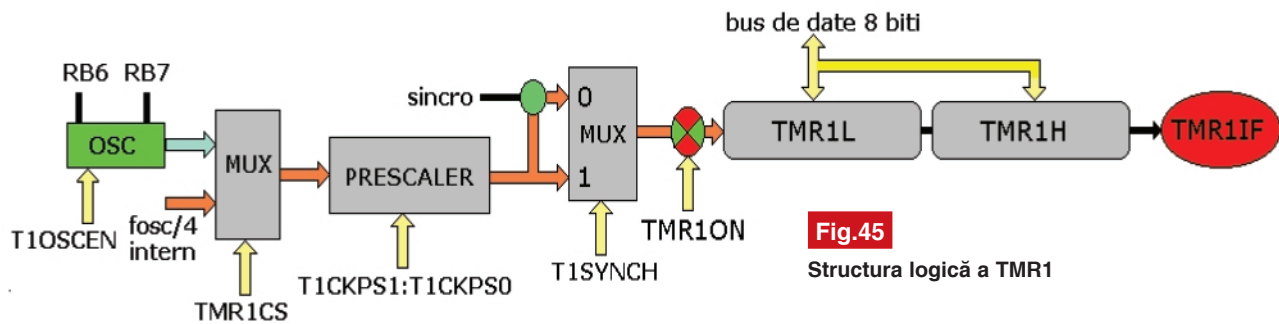 bus de date 8 biti
RB6 RB7
sincro
0
OSC
MUX
MUX
TMR1L
TMR1H
TMR1IF
PRESCALER
1
T1OSCEN
fosc/4
intern
TMR1ON
Fig.45
T1SYNCH
Structura logică a TMR1
T1CKPS1:T1CKPS0
TMR1CS